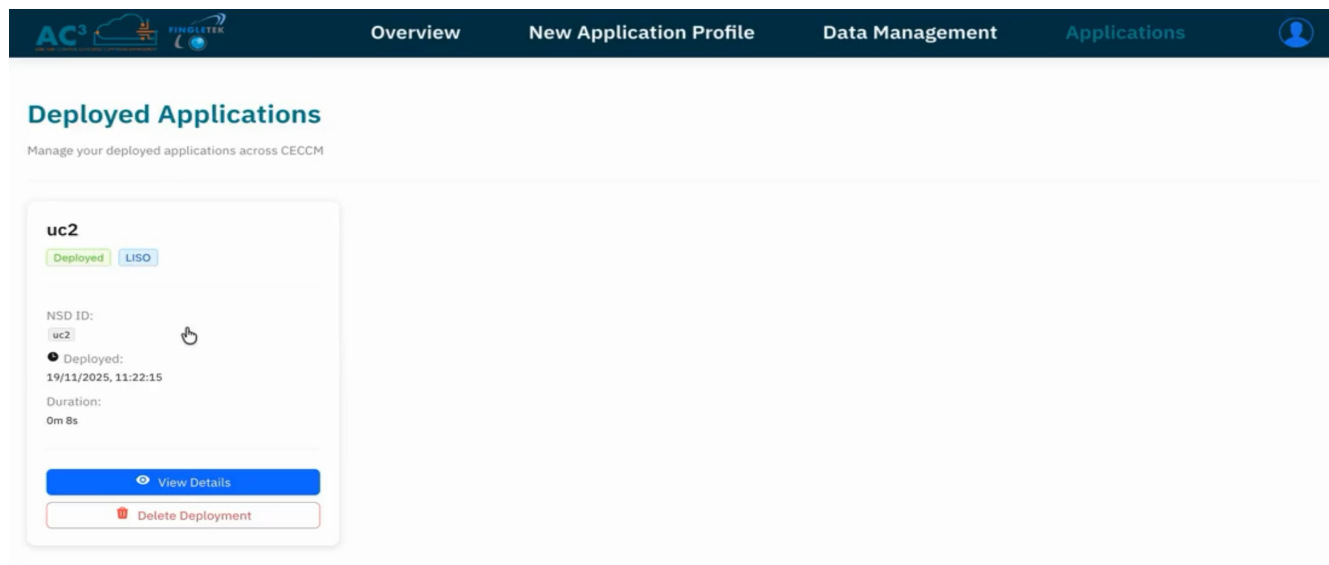 AC³ FINGLETEK
Overview New Application Profile Data Management Applications
Deployed Applications
Manage your deployed applications across CECCM
uc2
Deployed LISO
NSD ID:
uc2
Deployed:
19/11/2025, 11:22:15
Duration:
0m 8s
View Details
Delete Deployment